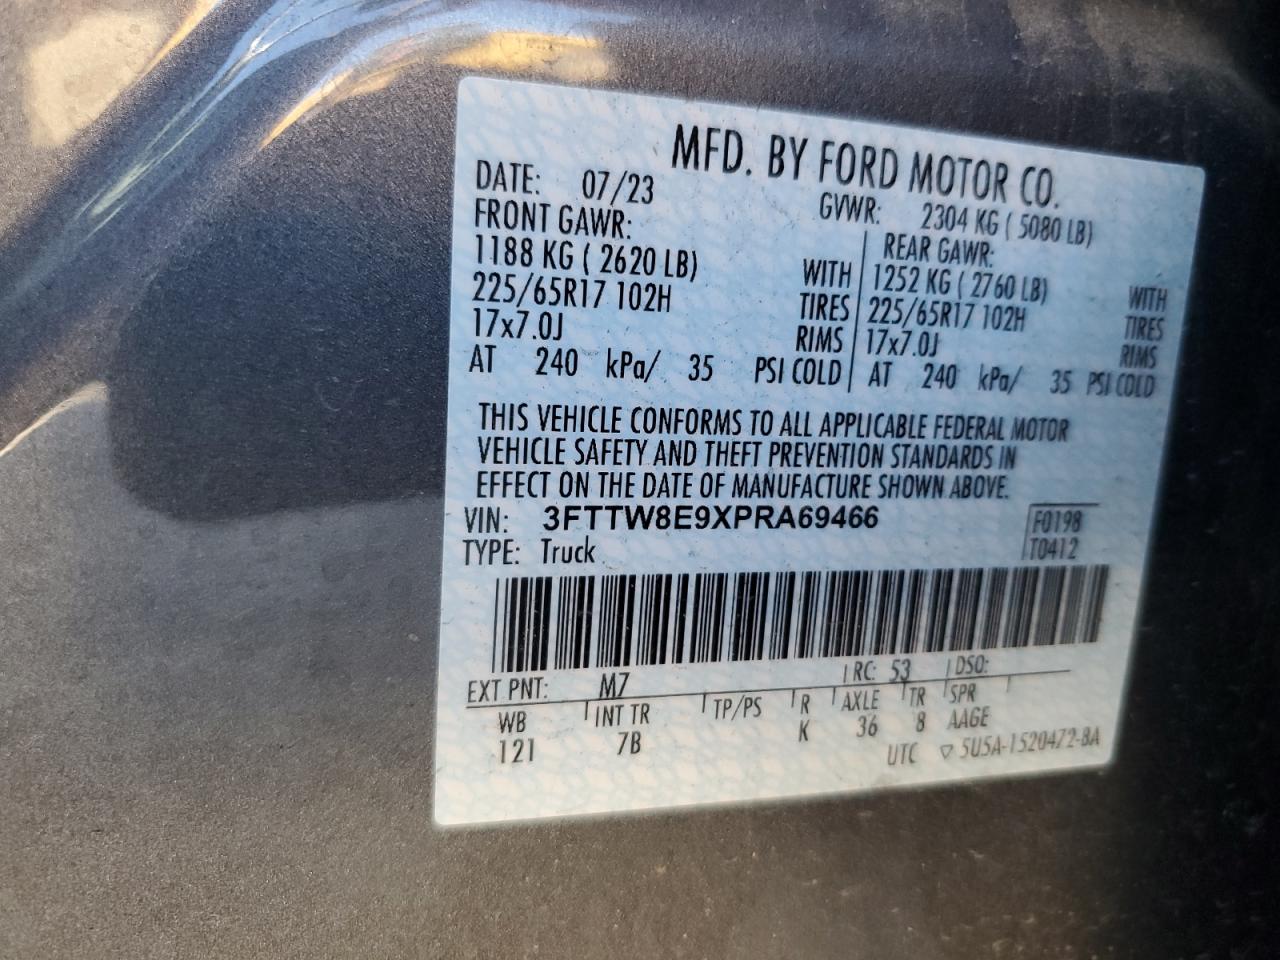 MFD. BY FORD MOTOR CO.
DATE: 07/23 GVWR: 2304 KG ( 5080 LB)
FRONT GAWR: REAR GAWR:
1188 KG ( 2620 LB) WITH 1252 KG ( 2760 LB) WITH
225/65R17 102H TIRES 225/65R17 102H TIRES
17x7.0J RIMS 17x7.0J RIMS
AT 240 kPa/ 35 PSI COLD AT 240 kPa/ 35 PSI COLD
THIS VEHICLE CONFORMS TO ALL APPLICABLE FEDERAL MOTOR
VEHICLE SAFETY AND THEFT PREVENTION STANDARDS IN
EFFECT ON THE DATE OF MANUFACTURE SHOWN ABOVE.
VIN: 3FTTW8E9XPRA69466 F0198
TYPE: Truck T0412
EXT PNT: M7 RC: 53 DSO:
WB INT TR TP/PS R AXLE TR SPR
121 7B K 36 8 AAGE
UTC ▽ 5U5A-1520472-BA